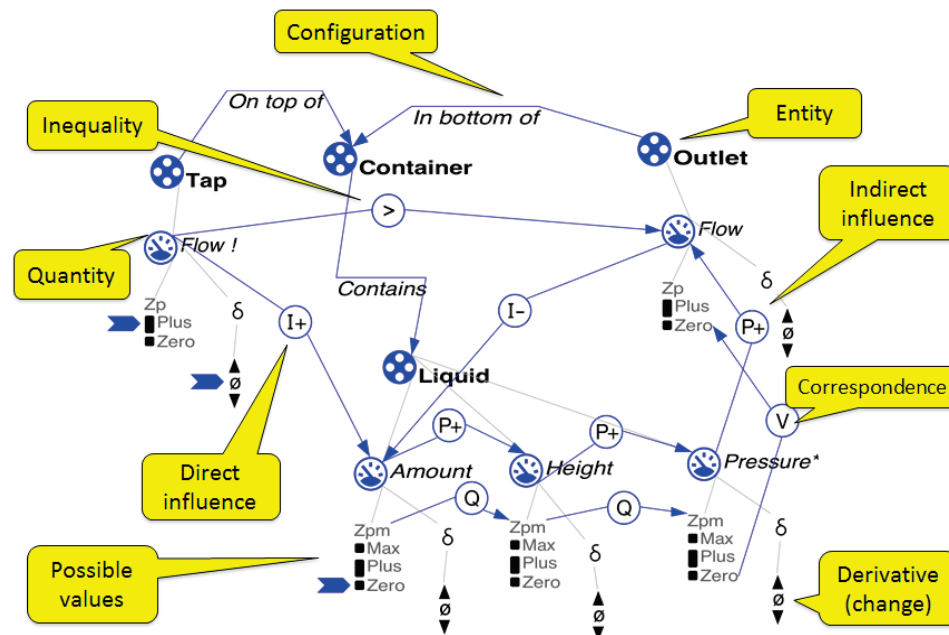 Configuration
On top of
Inequality
In bottom of
Entity
Container
Outlet
Tap
Indirect
influence
>
Flow !
Flow
Quantity
Contains
δ
Zp
Plus
Zero
δ
I+
I−
Zp
Plus
Zero
P+
ø
ø
Liquid
Correspondence
P+
P+
V
Direct
influence
Amount
Height
Pressure*
Q
Q
Zpm
Max
Plus
Zero
δ
Zpm
Max
Plus
Zero
δ
Zpm
Max
Plus
Zero
δ
Possible
values
Derivative
(change)
ø
ø
ø